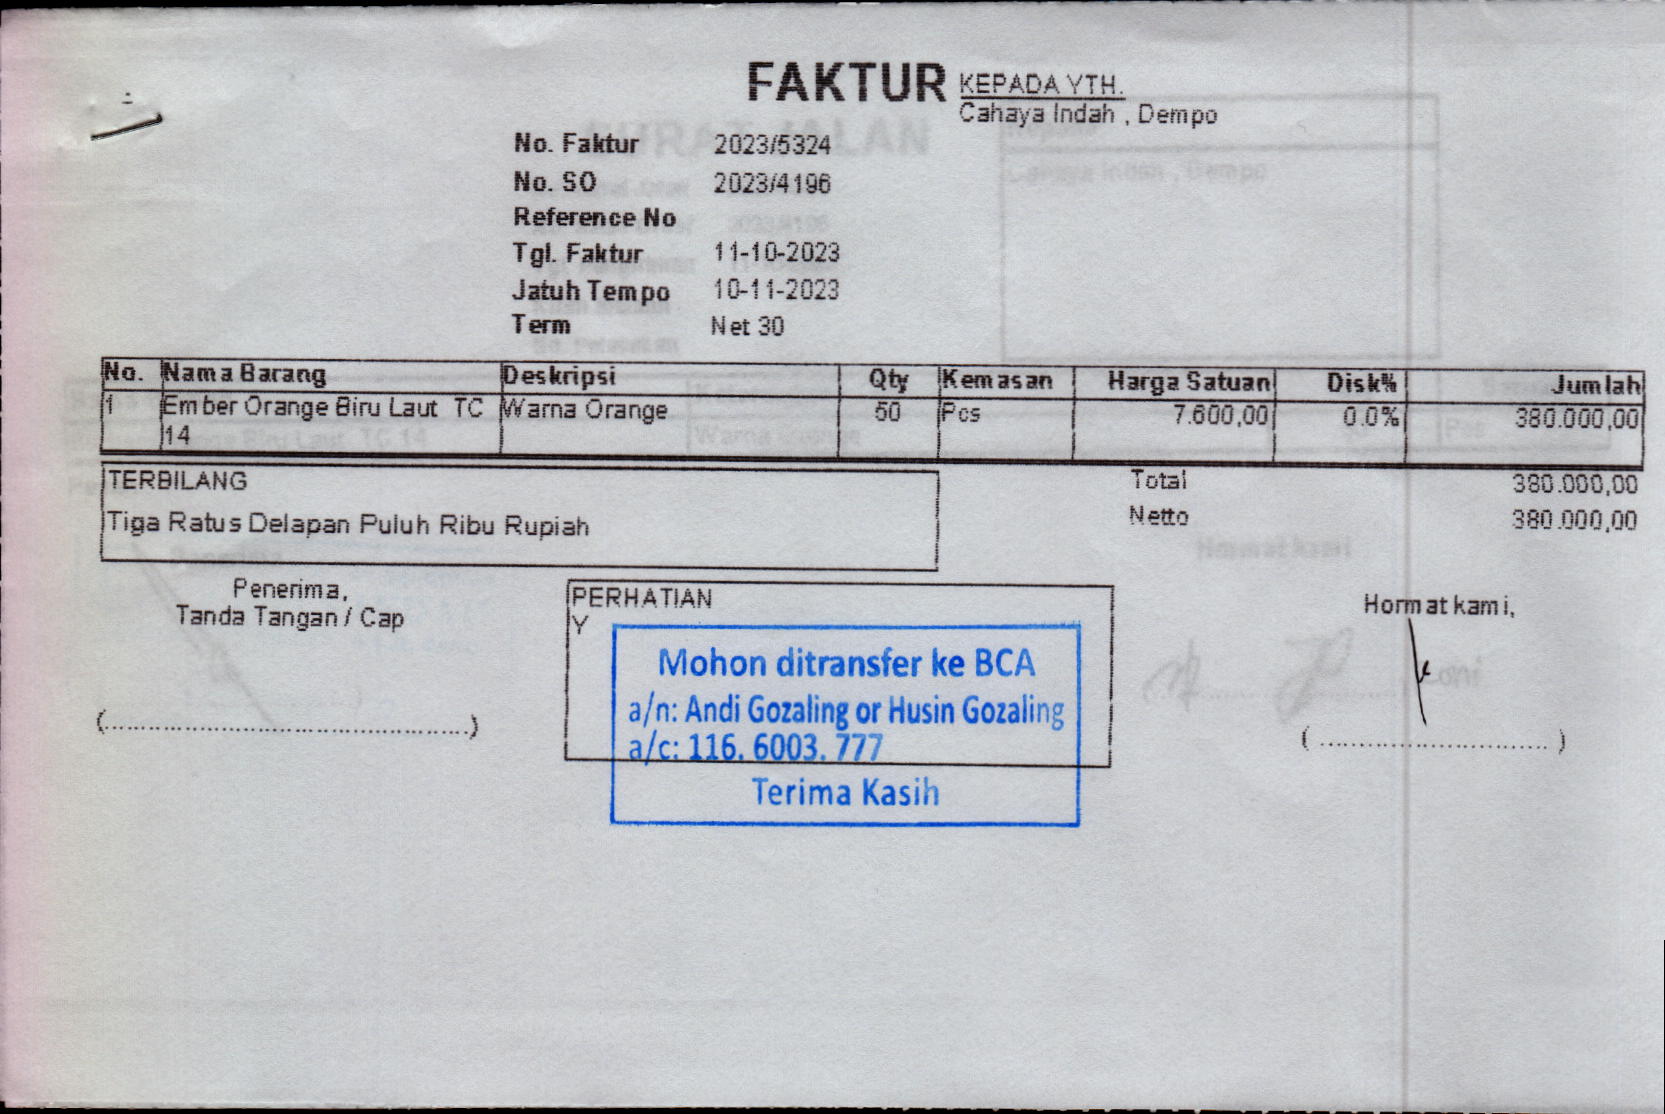 FAKTUR
KEPADA YTH.
Cahaya Indah , Dempo
No. Faktur 2023/5324
No. SO 2023/4196
Reference No
Tgl. Faktur 11-10-2023
Jatuh Tempo 10-11-2023
Term Net 30
No. Nama Barang Deskripsi Qty Kemasan Harga Satuan Disk% Jumlah
1 Ember Orange Biru Laut TC Warna Orange 50 Pcs 7.600,00 0.0% 380.000,00
14
TERBILANG
Tiga Ratus Delapan Puluh Ribu Rupiah
Total 380.000,00
Netto 380.000,00
Penerima,
Tanda Tangan / Cap
(................................................)
PERHATIAN
Y
Mohon ditransfer ke BCA
a/n: Andi Gozaling or Husin Gozaling
a/c: 116. 6003. 777
Terima Kasih
Hormat kami,
( .............................. )